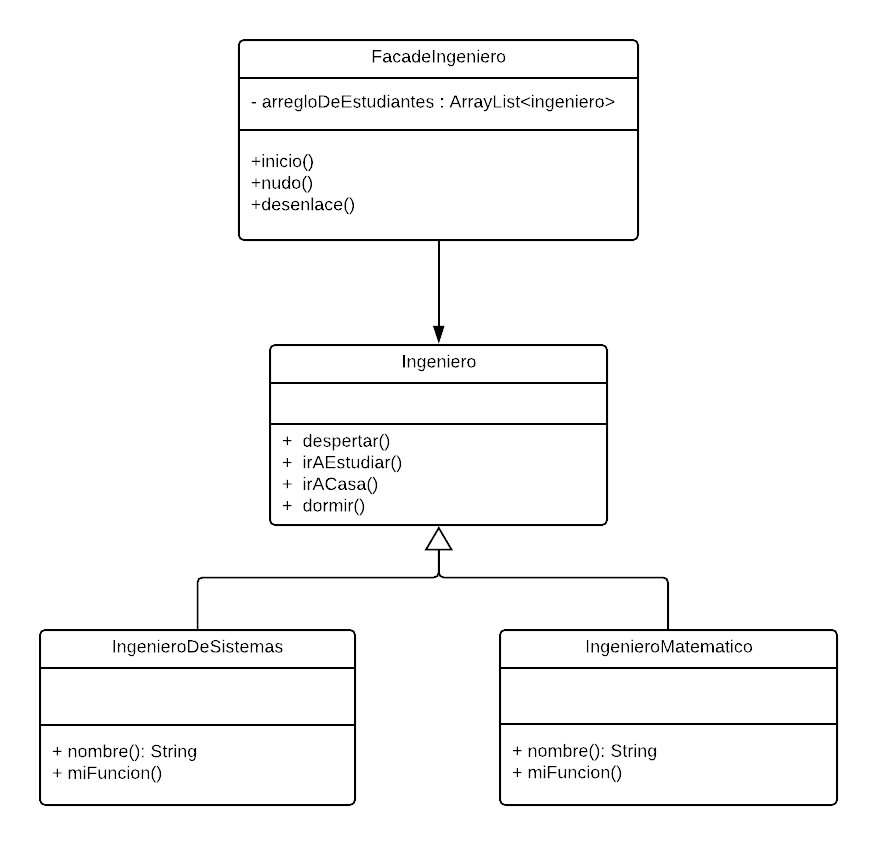 FacadeIngeniero
- arregloDeEstudiantes : ArrayList<ingeniero>
+inicio()
+nudo()
+desenlace()
Ingeniero
+ despertar()
+ irAEstudiar()
+ irACasa()
+ dormir()
IngenieroDeSistemas
+ nombre(): String
+ miFuncion()
IngenieroMatematico
+ nombre(): String
+ miFuncion()